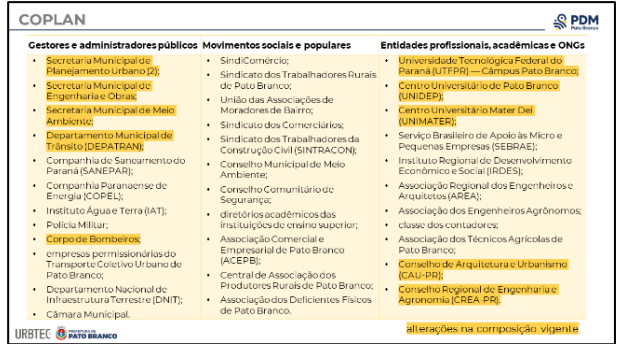 COPLAN
PDM
Pato Branco
Gestores e administradores públicos
• Secretaria Municipal de
Planejamento Urbano (2);
• Secretaria Municipal de
Engenharia e Obras;
• Secretaria Municipal de Meio
Ambiente;
• Departamento Municipal de
Trânsito (DEPATRAN);
• Companhia de Saneamento do
Paraná (SANEPAR);
• Companhia Paranaense de
Energia (COPEL);
• Instituto Água e Terra (IAT);
• Polícia Militar;
• Corpo de Bombeiros;
• empresas permissionárias do
Transporte Coletivo Urbano de
Pato Branco;
• Departamento Nacional de
Infraestrutura Terrestre (DNIT);
• Câmara Municipal.
Movimentos sociais e populares
• SindiComércio;
• Sindicato dos Trabalhadores Rurais
de Pato Branco;
• União das Associações de
Moradores de Bairro;
• Sindicato dos Comerciários;
• Sindicato dos Trabalhadores da
Construção Civil (SINTRACON);
• Conselho Municipal de Meio
Ambiente;
• Conselho Comunitário de
Segurança;
• diretórios acadêmicos das
instituições de ensino superior;
• Associação Comercial e
Empresarial de Pato Branco
(ACEPB);
• Central de Associação dos
Produtores Rurais de Pato Branco;
• Associação dos Deficientes Físicos
de Pato Branco.
Entidades profissionais, acadêmicas e ONGs
• Universidade Tecnológica Federal do
Paraná (UTFPR) — Câmpus Pato Branco;
• Centro Universitário de Pato Branco
(UNIDEP);
• Centro Universitário Mater Dei
(UNIMATER);
• Serviço Brasileiro de Apoio às Micro e
Pequenas Empresas (SEBRAE);
• Instituto Regional de Desenvolvimento
Econômico e Social (IRDES);
• Associação Regional dos Engenheiros e
Arquitetos (AREA);
• Associação dos Engenheiros Agrônomos;
• classe dos contadores;
• Associação dos Técnicos Agrícolas de
Pato Branco;
• Conselho de Arquitetura e Urbanismo
(CAU-PR);
• Conselho Regional de Engenharia e
Agronomia (CREA-PR).
alterações na composição vigente
URBTEC
PREFEITURA DE
PATO BRANCO